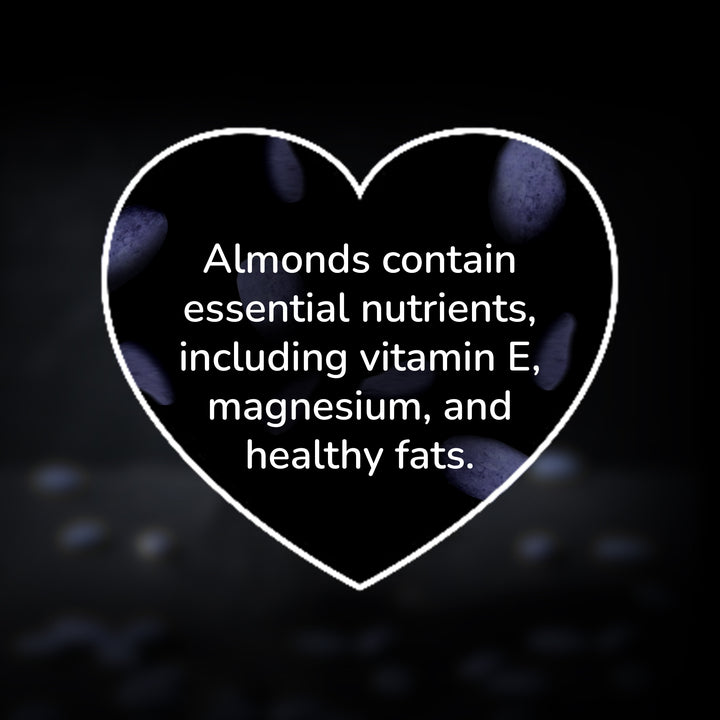 Almonds contain
essential nutrients,
including vitamin E,
magnesium, and
healthy fats.